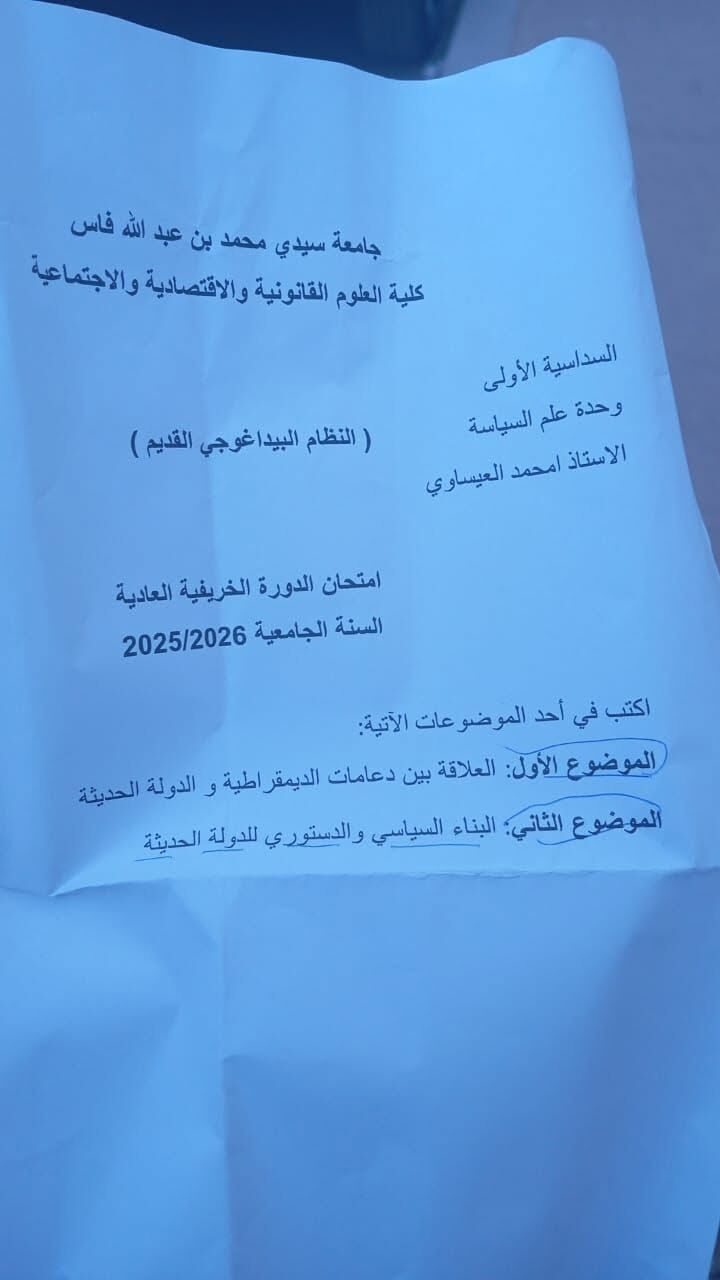 جامعة سيدي محمد بن عبد الله فاس
كلية العلوم القانونية والاقتصادية والاجتماعية
السداسية الأولى
وحدة علم السياسة
( النظام البيداغوجي القديم )
الاستاذ امحمد العيساوي
امتحان الدورة الخريفية العادية
السنة الجامعية 2025/2026
اكتب في أحد الموضوعات الآتية:
الموضوع الأول: العلاقة بين دعامات الديمقراطية و الدولة الحديثة
الموضوع الثاني: البناء السياسي والدستوري للدولة الحديثة